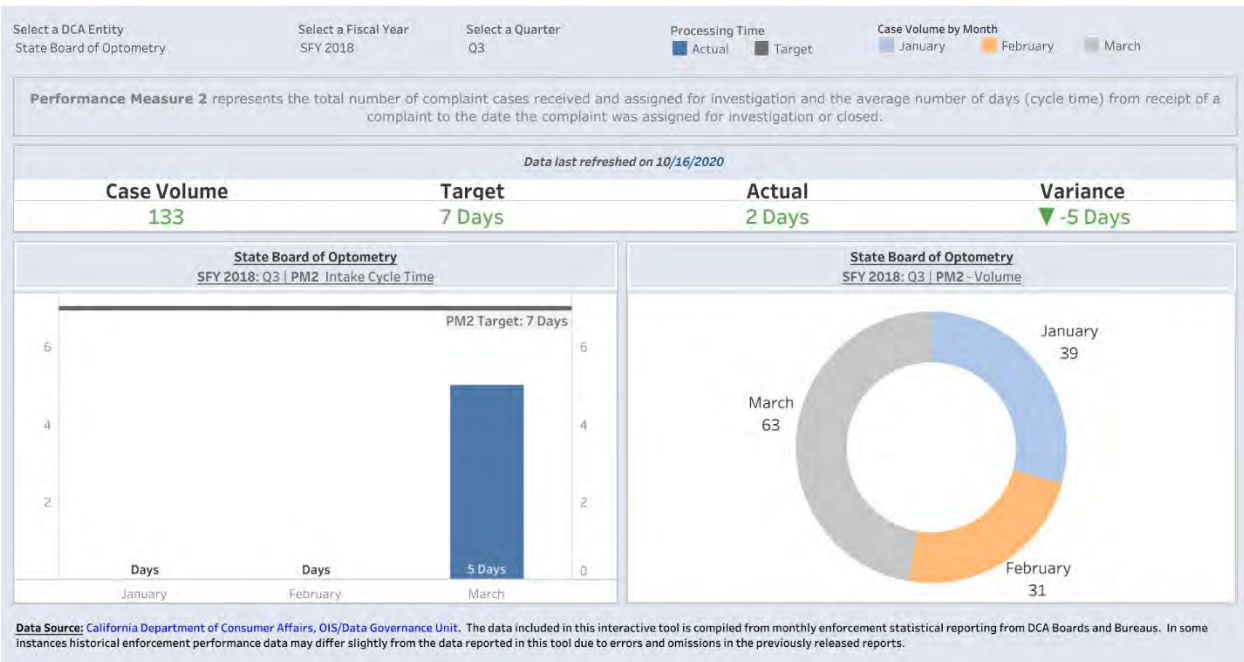 Select a DCA Entity
State Board of Optometry
Select a Fiscal Year
SFY 2018
Select a Quarter
Q3
Processing Time
Actual Target
Case Volume by Month
January February March
Performance Measure 2 represents the total number of complaint cases received and assigned for investigation and the average number of days (cycle time) from receipt of a
complaint to the date the complaint was assigned for investigation or closed.
Data last refreshed on 10/16/2020
Case Volume Target Actual Variance
133 7 Days 2 Days ▼ -5 Days
State Board of Optometry
SFY 2018: Q3 | PM2 Intake Cycle Time
PM2 Target: 7 Days
6 6
4 4
2 2
0
Days Days 5 Days
January February March
State Board of Optometry
SFY 2018: Q3 | PM2 - Volume
January
39
March
63
February
31
Data Source: California Department of Consumer Affairs, OIS/Data Governance Unit. The data included in this interactive tool is compiled from monthly enforcement statistical reporting from DCA Boards and Bureaus. In some
instances historical enforcement performance data may differ slightly from the data reported in this tool due to errors and omissions in the previously released reports.